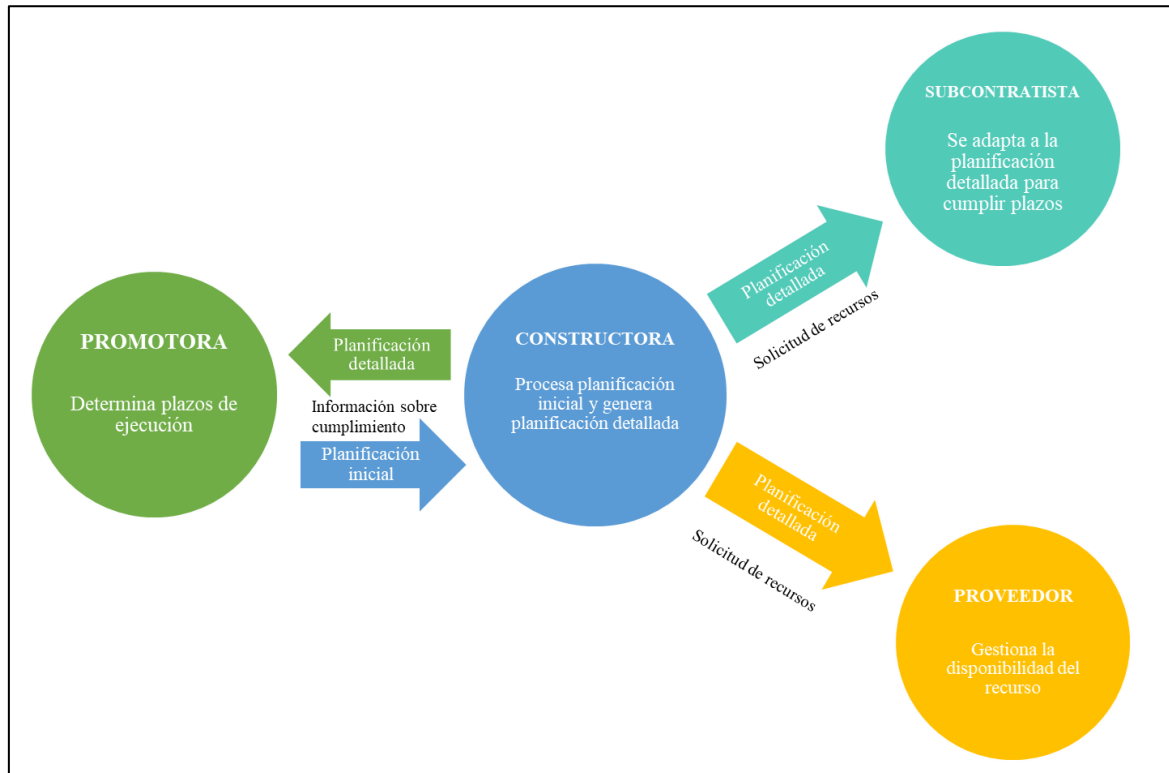 PROMOTORA
Determina plazos de
ejecución
Planificación
detallada
Información sobre
cumplimiento
Planificación
inicial
CONSTRUCTORA
Procesa planificación
inicial y genera
planificación detallada
Planificación
detallada
Solicitud de recursos
SUBCONTRATISTA
Se adapta a la
planificación
detallada para
cumplir plazos
Planificación
detallada
Solicitud de recursos
PROVEEDOR
Gestiona la
disponibilidad del
recurso